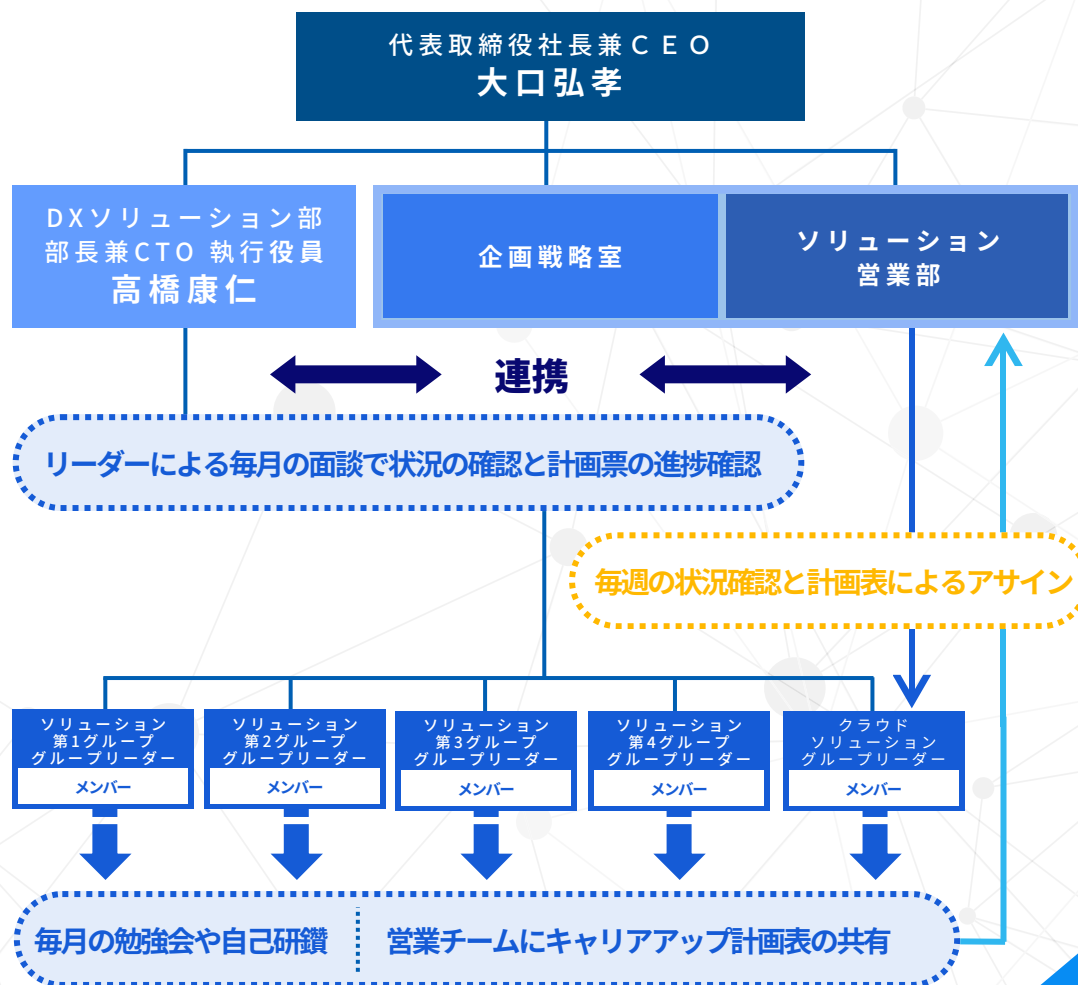 代表取締役社長兼ＣＥＯ
大口弘孝
DXソリューション部
部長兼CTO 執行役員
高橋康仁
企画戦略室
ソリューション
営業部
連携
リーダーによる毎月の面談で状況の確認と計画票の進捗確認
毎週の状況確認と計画表によるアサイン
ソリューション
第1グループ
グループリーダー
メンバー
ソリューション
第2グループ
グループリーダー
メンバー
ソリューション
第3グループ
グループリーダー
メンバー
ソリューション
第4グループ
グループリーダー
メンバー
クラウド
ソリューション
グループリーダー
メンバー
毎月の勉強会や自己研鑽
営業チームにキャリアアップ計画表の共有